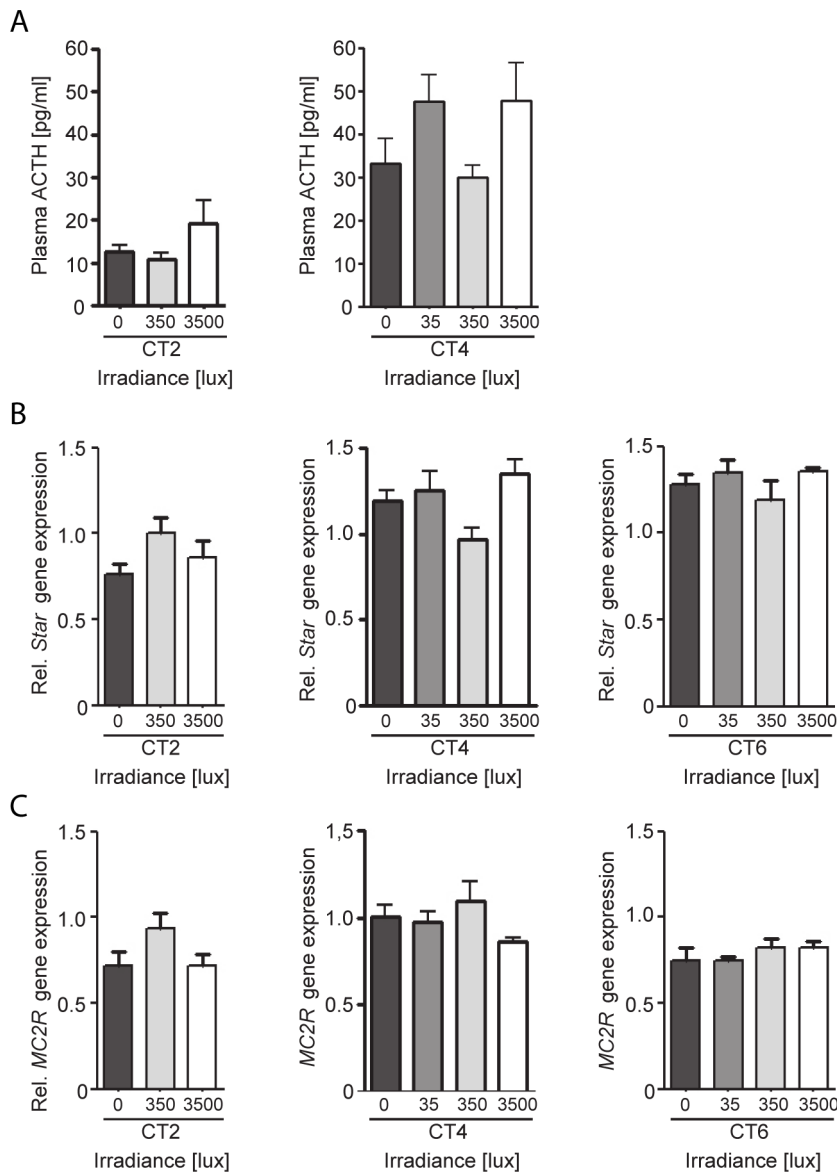 A
Plasma ACTH [pg/ml]
60
50
40
30
20
10
0
0 350 3500
CT2
Irradiance [lux]
Plasma ACTH [pg/ml]
60
50
40
30
20
10
0
0 35 350 3500
CT4
Irradiance [lux]
B
Rel. Star gene expression
1.5
1.0
0.5
0
0 350 3500
CT2
Irradiance [lux]
Rel. Star gene expression
1.5
1.0
0.5
0
0 35 350 3500
CT4
Irradiance [lux]
Rel. Star gene expression
1.5
1.0
0.5
0
0 35 350 3500
CT6
Irradiance [lux]
C
Rel. MC2R gene expression
1.5
1.0
0.5
0
0 350 3500
CT2
Irradiance [lux]
MC2R gene expression
1,5
1.0
0.5
0
0 35 350 3500
CT4
Irradiance [lux]
MC2R gene expression
1.5
1.0
0.5
0
0 35 350 3500
CT6
Irradiance [lux]